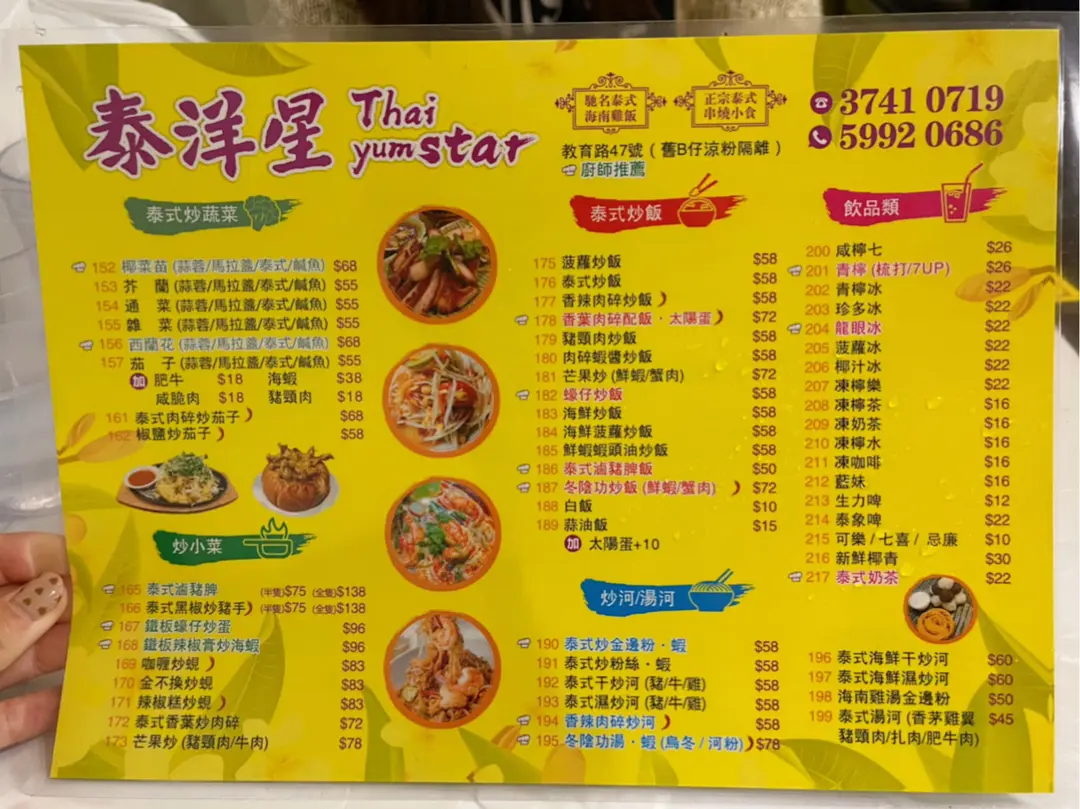 泰洋星 Thai yumstar
馳名泰式
海南雞飯
正宗泰式
串燒小食
3741 0719
5992 0686
教育路47號 ( 舊B仔涼粉隔離 )
廚師推薦
泰式炒蔬菜
152 椰菜苗 (蒜蓉/馬拉盞/泰式/鹹魚) $68
153 芥 蘭 (蒜蓉/馬拉盞/泰式/鹹魚) $55
154 通 菜 (蒜蓉/馬拉盞/泰式/鹹魚) $55
155 雜 菜 (蒜蓉/馬拉盞/泰式/鹹魚) $55
156 西蘭花 (蒜蓉/馬拉盞/泰式/鹹魚) $68
157 茄 子 (蒜蓉/馬拉盞/泰式/鹹魚) $55
加 肥牛 $18 海蝦 $38
咸脆肉 $18 豬頸肉 $18
161 泰式肉碎炒茄子 $68
162 椒鹽炒茄子 $58
炒小菜
165 泰式滷豬脾 (半隻)$75 (全隻)$138
166 泰式黑椒炒豬手 (半隻)$75 (全隻)$138
167 鐵板蠔仔炒蛋 $96
168 鐵板辣椒膏炒海蝦 $96
169 咖喱炒蜆 $83
170 金不換炒蜆 $83
171 辣椒糕炒蜆 $83
172 泰式香葉炒肉碎 $72
173 芒果炒 (豬頸肉/牛肉) $78
泰式炒飯
175 菠蘿炒飯 $58
176 泰式炒飯 $58
177 香辣肉碎炒飯 $58
178 香葉肉碎配飯 · 太陽蛋 $72
179 豬頸肉炒飯 $58
180 肉碎蝦醬炒飯 $58
181 芒果炒 (鮮蝦/蟹肉) $72
182 蠔仔炒飯 $58
183 海鮮炒飯 $58
184 海鮮菠蘿炒飯 $58
185 鮮蝦蝦頭油炒飯 $58
186 泰式滷豬脾飯 $50
187 冬陰功炒飯 (鮮蝦/蟹肉) $72
188 白飯 $10
189 蒜油飯 $15
加 太陽蛋+10
炒河/湯河
190 泰式炒金邊粉 · 蝦 $58
191 泰式炒粉絲 · 蝦 $58
192 泰式干炒河 (豬/牛/雞) $58
193 泰式濕炒河 (豬/牛/雞) $58
194 香辣肉碎炒河 $58
195 冬陰功湯 · 蝦 (烏冬 / 河粉) $78
196 泰式海鮮干炒河 $60
197 泰式海鮮濕炒河 $60
198 海南雞湯金邊粉 $50
199 泰式湯河 (香茅雞翼 $45
豬頸肉/扎肉/肥牛肉)
飲品類
200 咸檸七 $26
201 青檸 (梳打/7UP) $26
202 青檸冰 $22
203 珍多冰 $22
204 龍眼冰 $22
205 菠蘿冰 $22
206 椰汁冰 $22
207 凍檸樂 $22
208 凍檸茶 $16
209 凍奶茶 $16
210 凍檸水 $16
211 凍咖啡 $16
212 藍妹 $16
213 生力啤 $12
214 泰象啤 $22
215 可樂 / 七喜 / 忌廉 $10
216 新鮮椰青 $30
217 泰式奶茶 $22